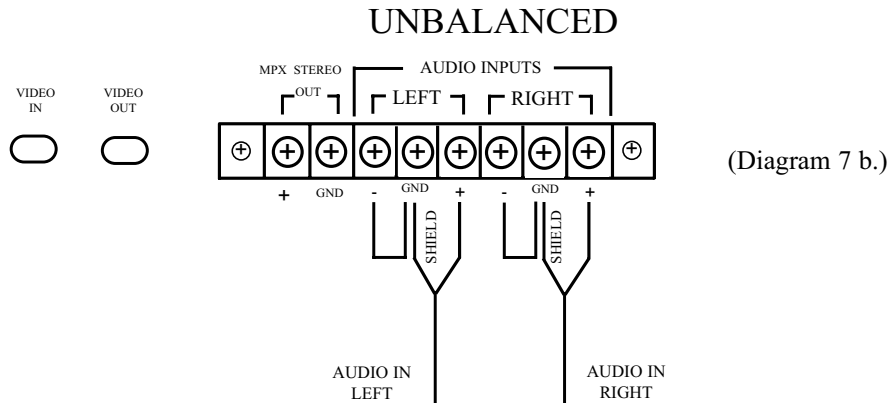 UNBALANCED
MPX STEREO
OUT
AUDIO INPUTS
LEFT
RIGHT
VIDEO
IN
VIDEO
OUT
(Diagram 7 b.)
+ GND - GND + - GND +
SHIELD
SHIELD
AUDIO IN
LEFT
AUDIO IN
RIGHT